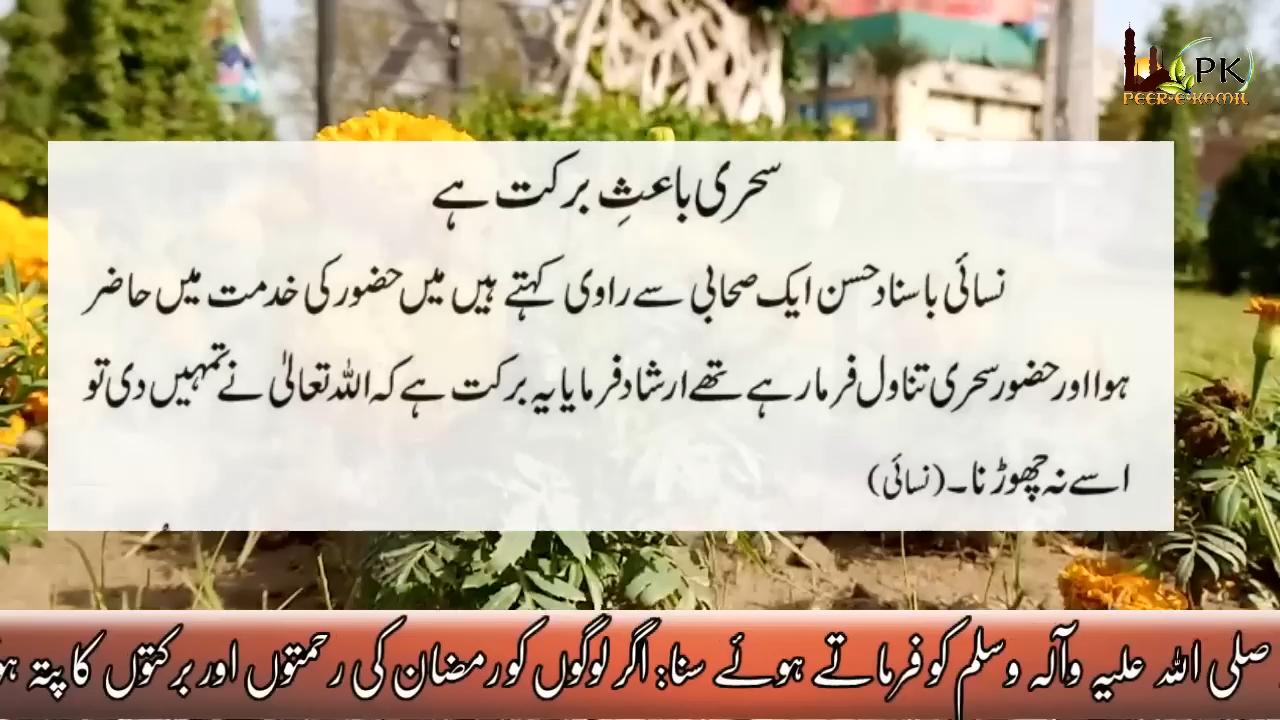 PK
PEER-E-KAMIL
سحری باعثِ برکت ہے
نسائی باسناد حسن ایک صحابی سے راوی کہتے ہیں میں حضور کی خدمت میں حاضر
ہوا اور حضور سحری تناول فرما رہے تھے ارشاد فرمایا یہ برکت ہے کہ اللہ تعالیٰ نے تمہیں دی تو
اسے نہ چھوڑنا۔ (نسائی)
صلی اللہ علیہ وآلہ وسلم کو فرماتے ہوئے سنا: اگر لوگوں کو رمضان کی رحمتوں اور برکتوں کا پتہ